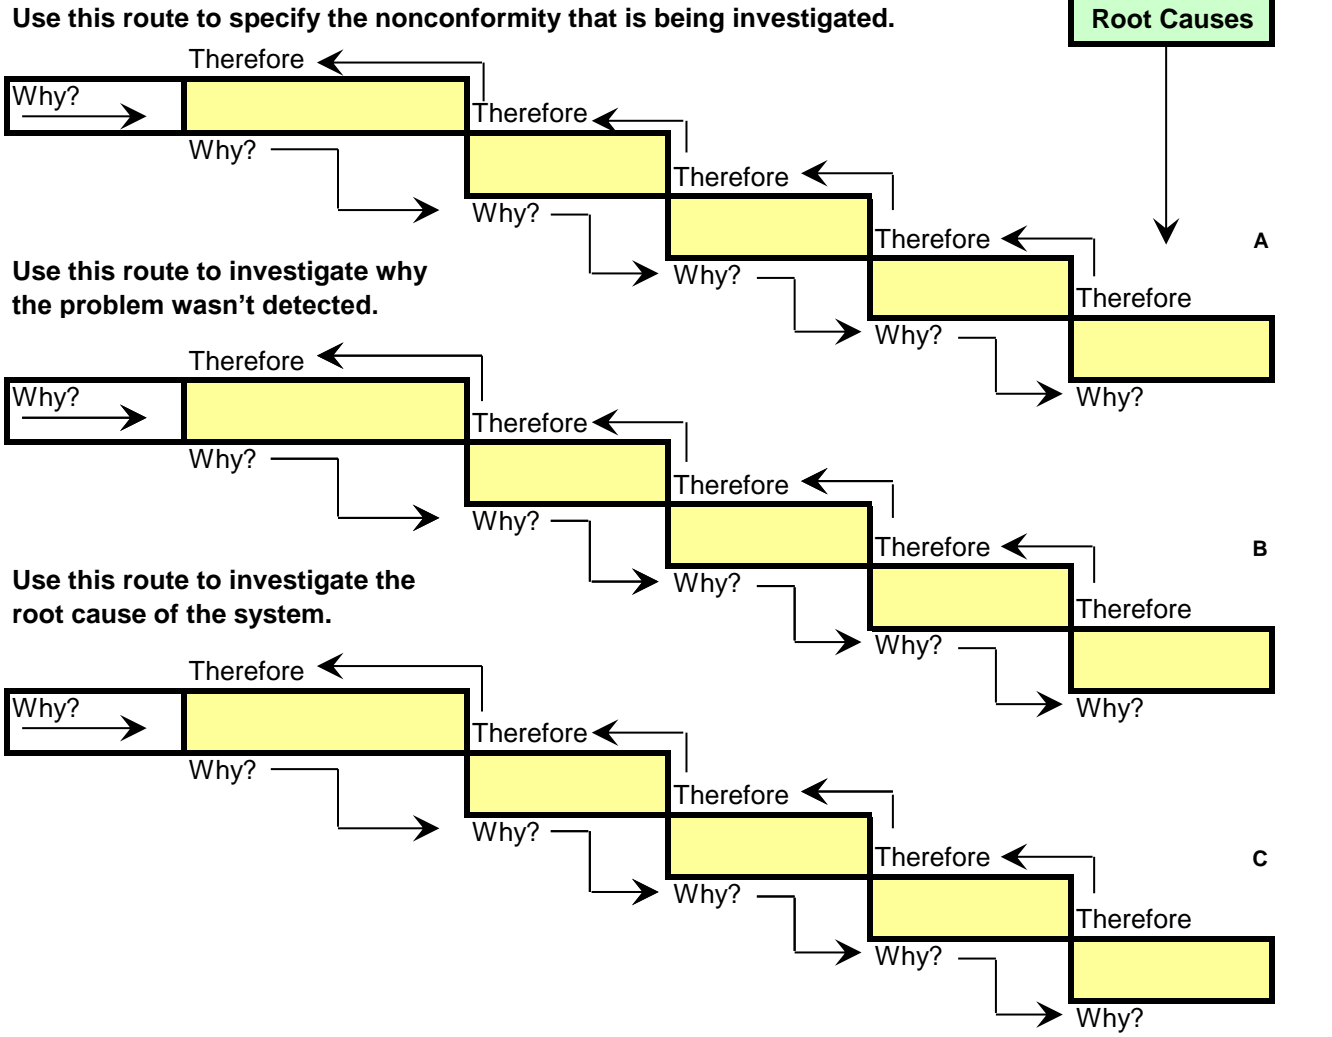 Use this route to specify the nonconformity that is being investigated.
Root Causes
Therefore
Why?
Therefore
Why?
Therefore
Why?
Therefore
Why?
A
Therefore
Why?
Why?
Use this route to investigate why
the problem wasn’t detected.
Therefore
Why?
Therefore
Why?
Therefore
Why?
Therefore
Why?
B
Therefore
Why?
Why?
Use this route to investigate the
root cause of the system.
Therefore
Why?
Therefore
Why?
Therefore
Why?
Therefore
Why?
C
Therefore
Why?
Why?